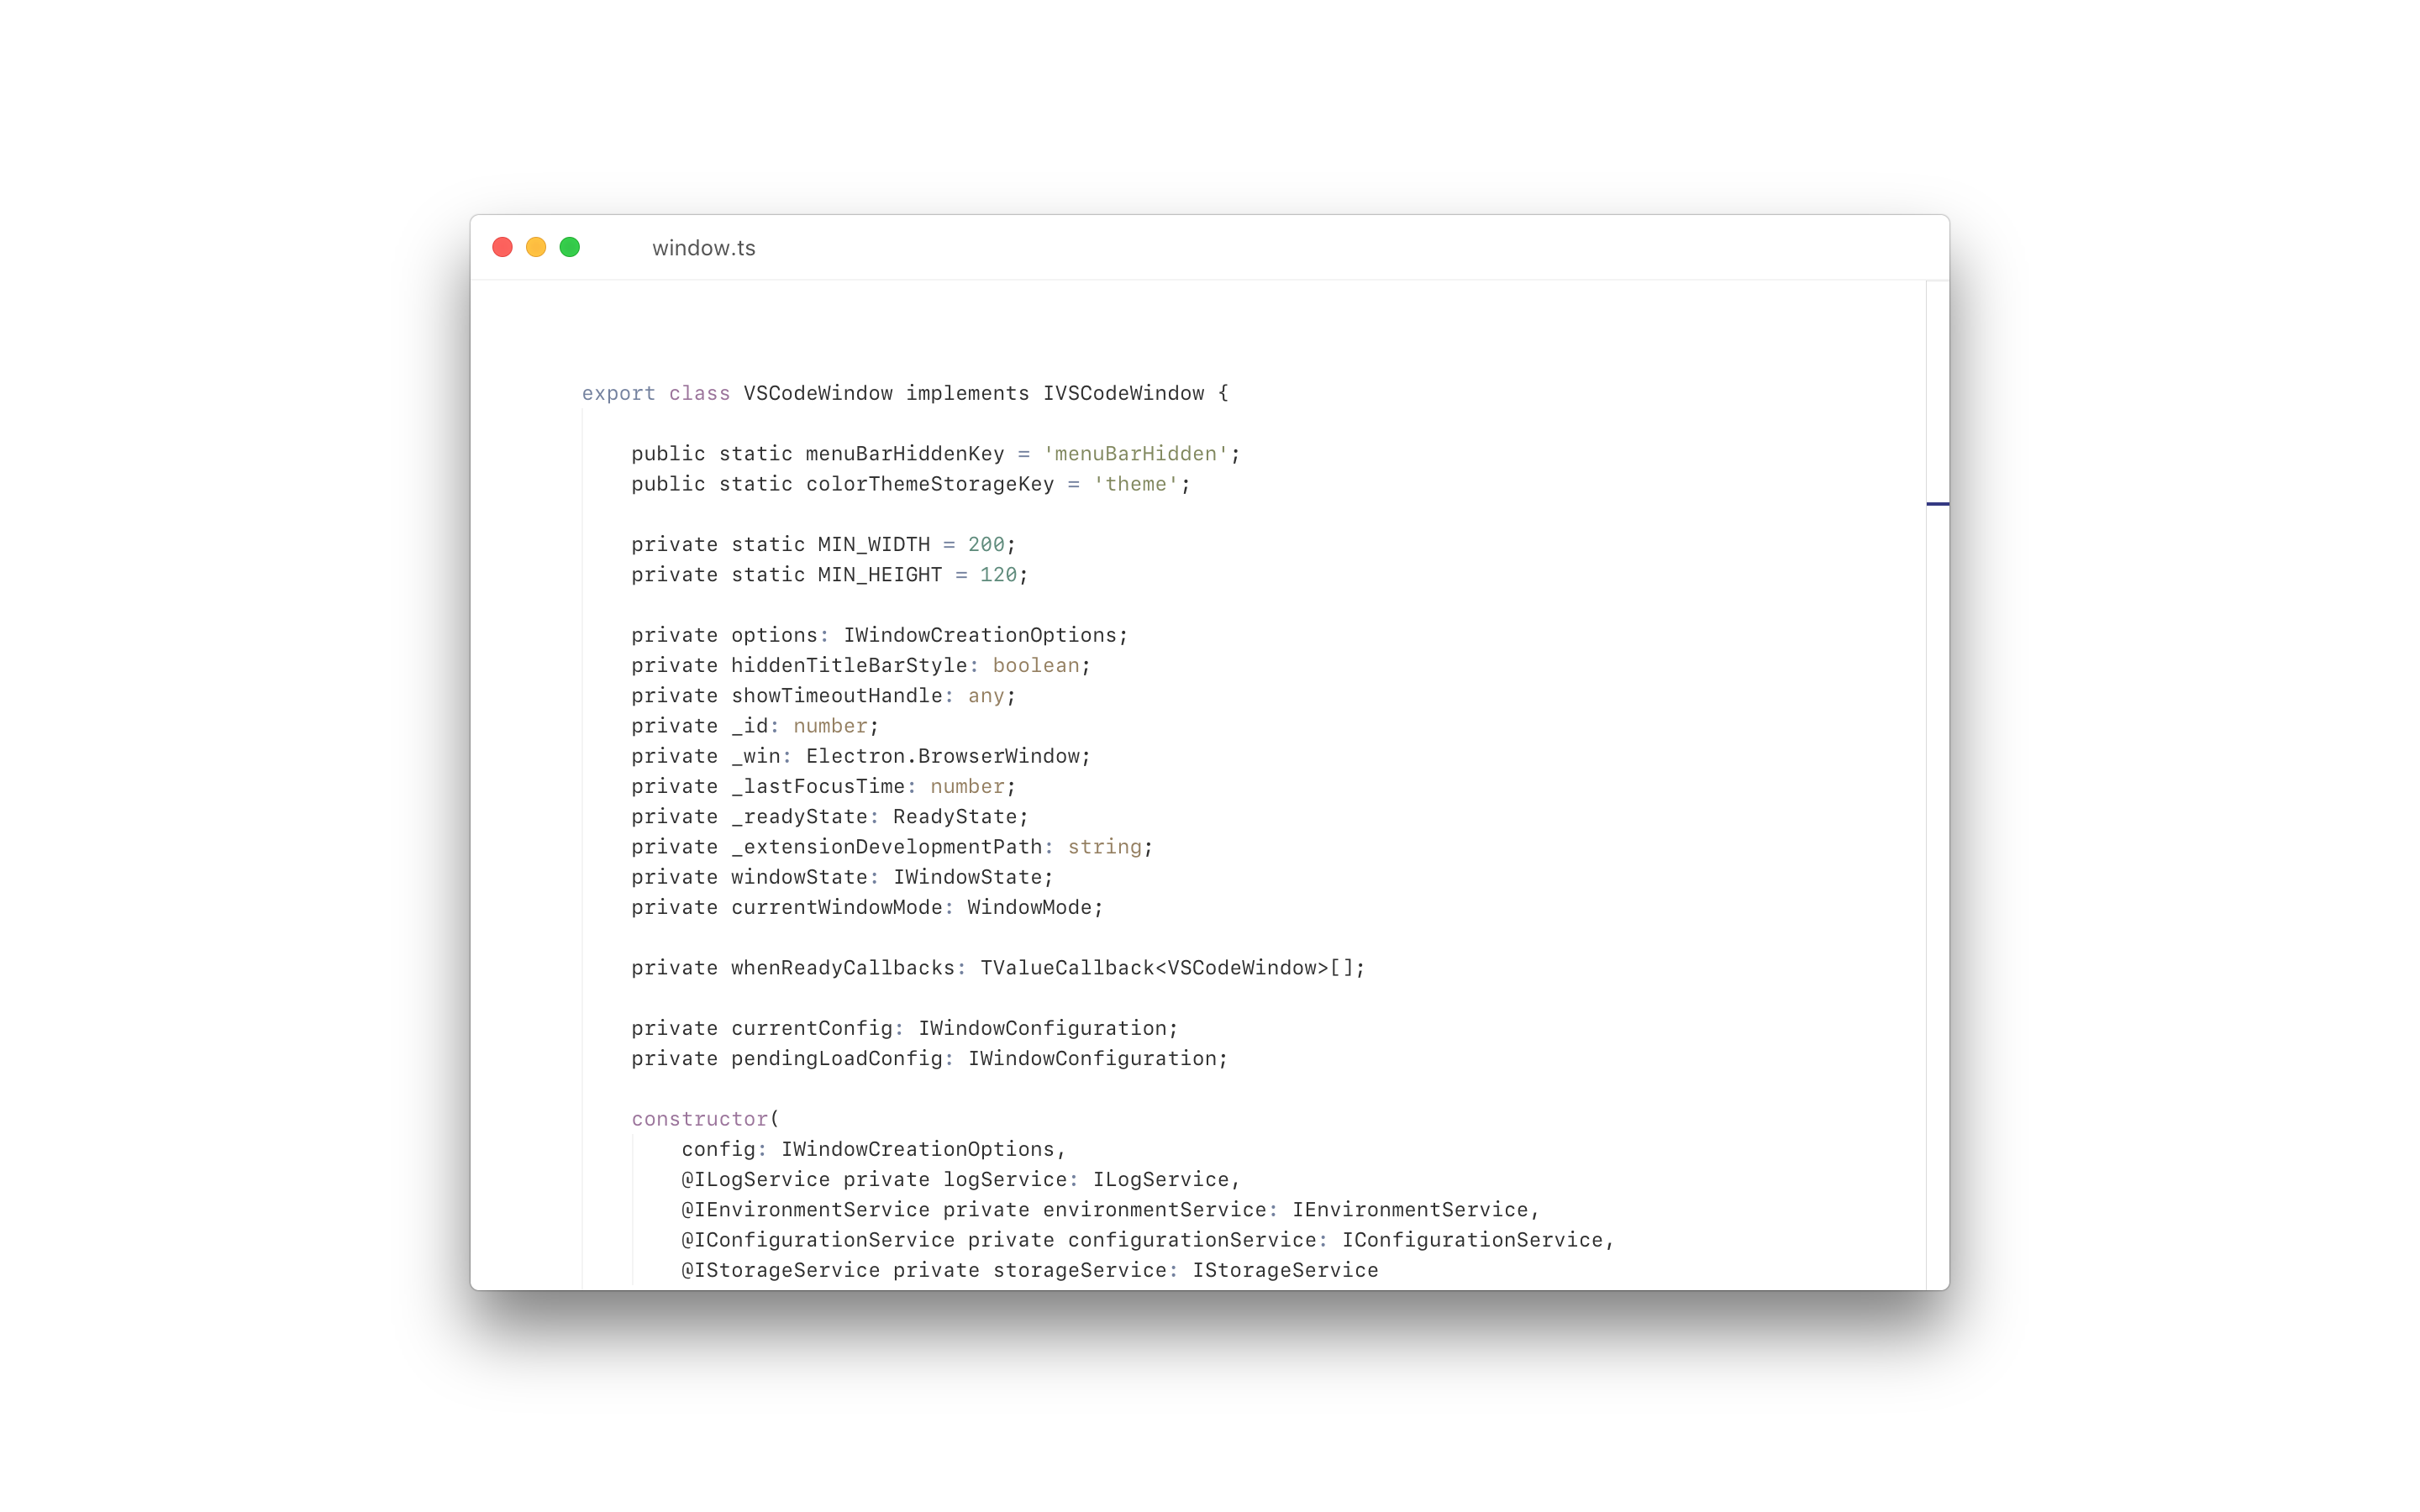 window.ts
export class VSCodeWindow implements IVSCodeWindow {
public static menuBarHiddenKey = 'menuBarHidden';
public static colorThemeStorageKey = 'theme';
private static MIN_WIDTH = 200;
private static MIN_HEIGHT = 120;
private options: IWindowCreationOptions;
private hiddenTitleBarStyle: boolean;
private showTimeoutHandle: any;
private _id: number;
private _win: Electron.BrowserWindow;
private _lastFocusTime: number;
private _readyState: ReadyState;
private _extensionDevelopmentPath: string;
private windowState: IWindowState;
private currentWindowMode: WindowMode;
private whenReadyCallbacks: TValueCallback<VSCodeWindow>[];
private currentConfig: IWindowConfiguration;
private pendingLoadConfig: IWindowConfiguration;
constructor(
config: IWindowCreationOptions,
@ILogService private logService: ILogService,
@IEnvironmentService private environmentService: IEnvironmentService,
@IConfigurationService private configurationService: IConfigurationService,
@IStorageService private storageService: IStorageService